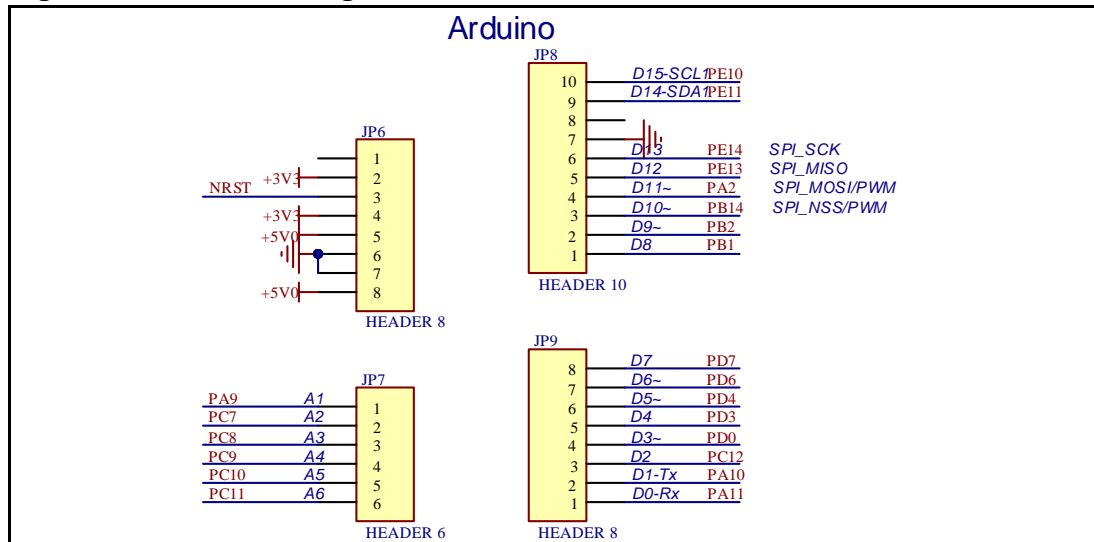 Arduino
JP6
1
+3V3 2
NRST 3
+3V3 4
+5V0 5
6
7
+5V0 8
HEADER 8
JP8
10 D15-SCL1 PE10
9 D14-SDA1 PE11
8
7
6 D13 PE14 SPI_SCK
5 D12 PE13 SPI_MISO
4 D11~ PA2 SPI_MOSI/PWM
3 D10~ PB14 SPI_NSS/PWM
2 D9~ PB2
1 D8 PB1
HEADER 10
JP7
PA9 A1 1
PC7 A2 2
PC8 A3 3
PC9 A4 4
PC10 A5 5
PC11 A6 6
HEADER 6
JP9
8 D7 PD7
7 D6~ PD6
6 D5~ PD4
5 D4 PD3
4 D3~ PD0
3 D2 PC12
2 D1-Tx PA10
1 D0-Rx PA11
HEADER 8